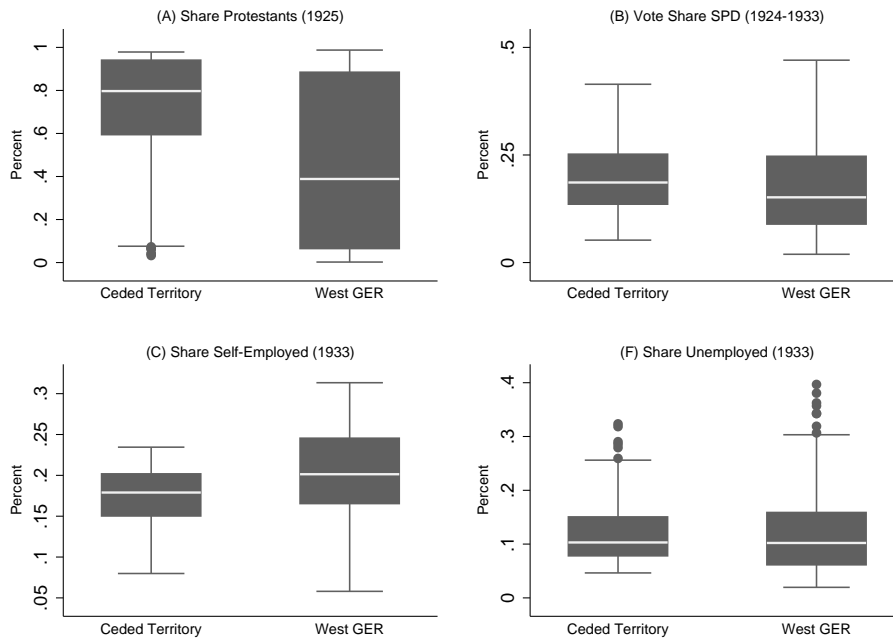 (A) Share Protestants (1925)
Percent
1
.8
.6
.4
.2
0
Ceded Territory
West GER
(B) Vote Share SPD (1924-1933)
Percent
.5
.25
0
Ceded Territory
West GER
(C) Share Self-Employed (1933)
Percent
.3
.25
.2
.15
.1
.05
Ceded Territory
West GER
(F) Share Unemployed (1933)
Percent
.4
.3
.2
.1
0
Ceded Territory
West GER